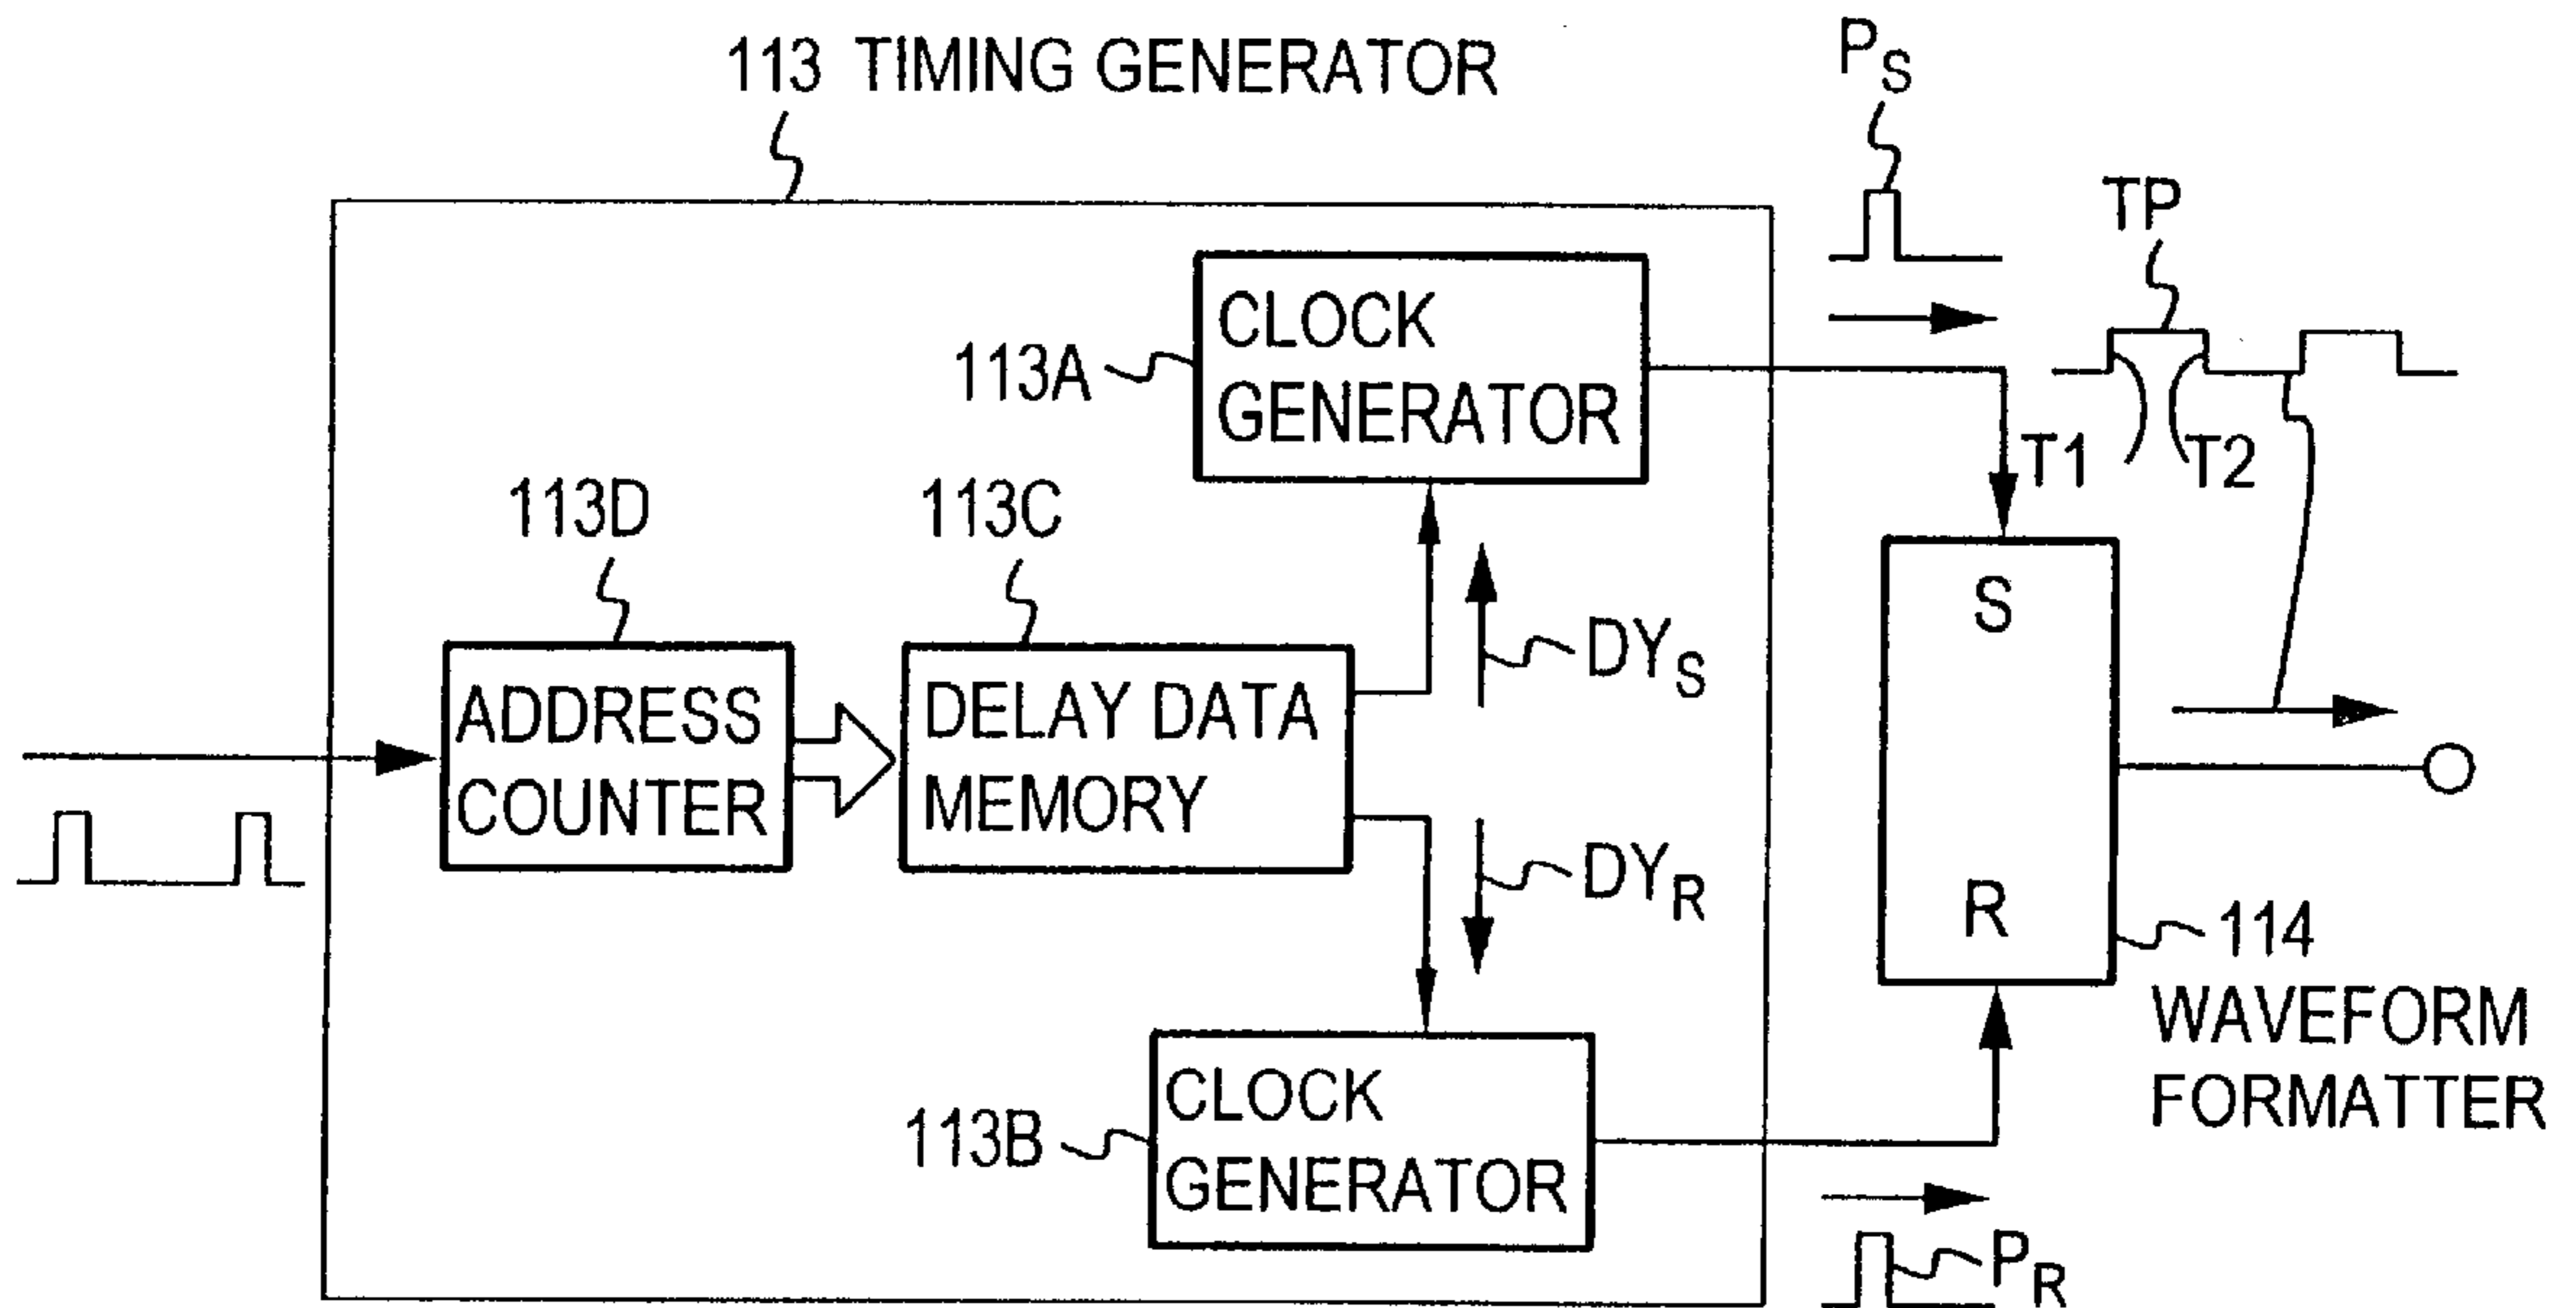 113 TIMING GENERATOR
PS
TP
CLOCK
GENERATOR
113A
T1
T2
113D
113C
S
DYS
ADDRESS
COUNTER
DELAY DATA
MEMORY
DYR
R
114
WAVEFORM
FORMATTER
CLOCK
GENERATOR
113B
PR